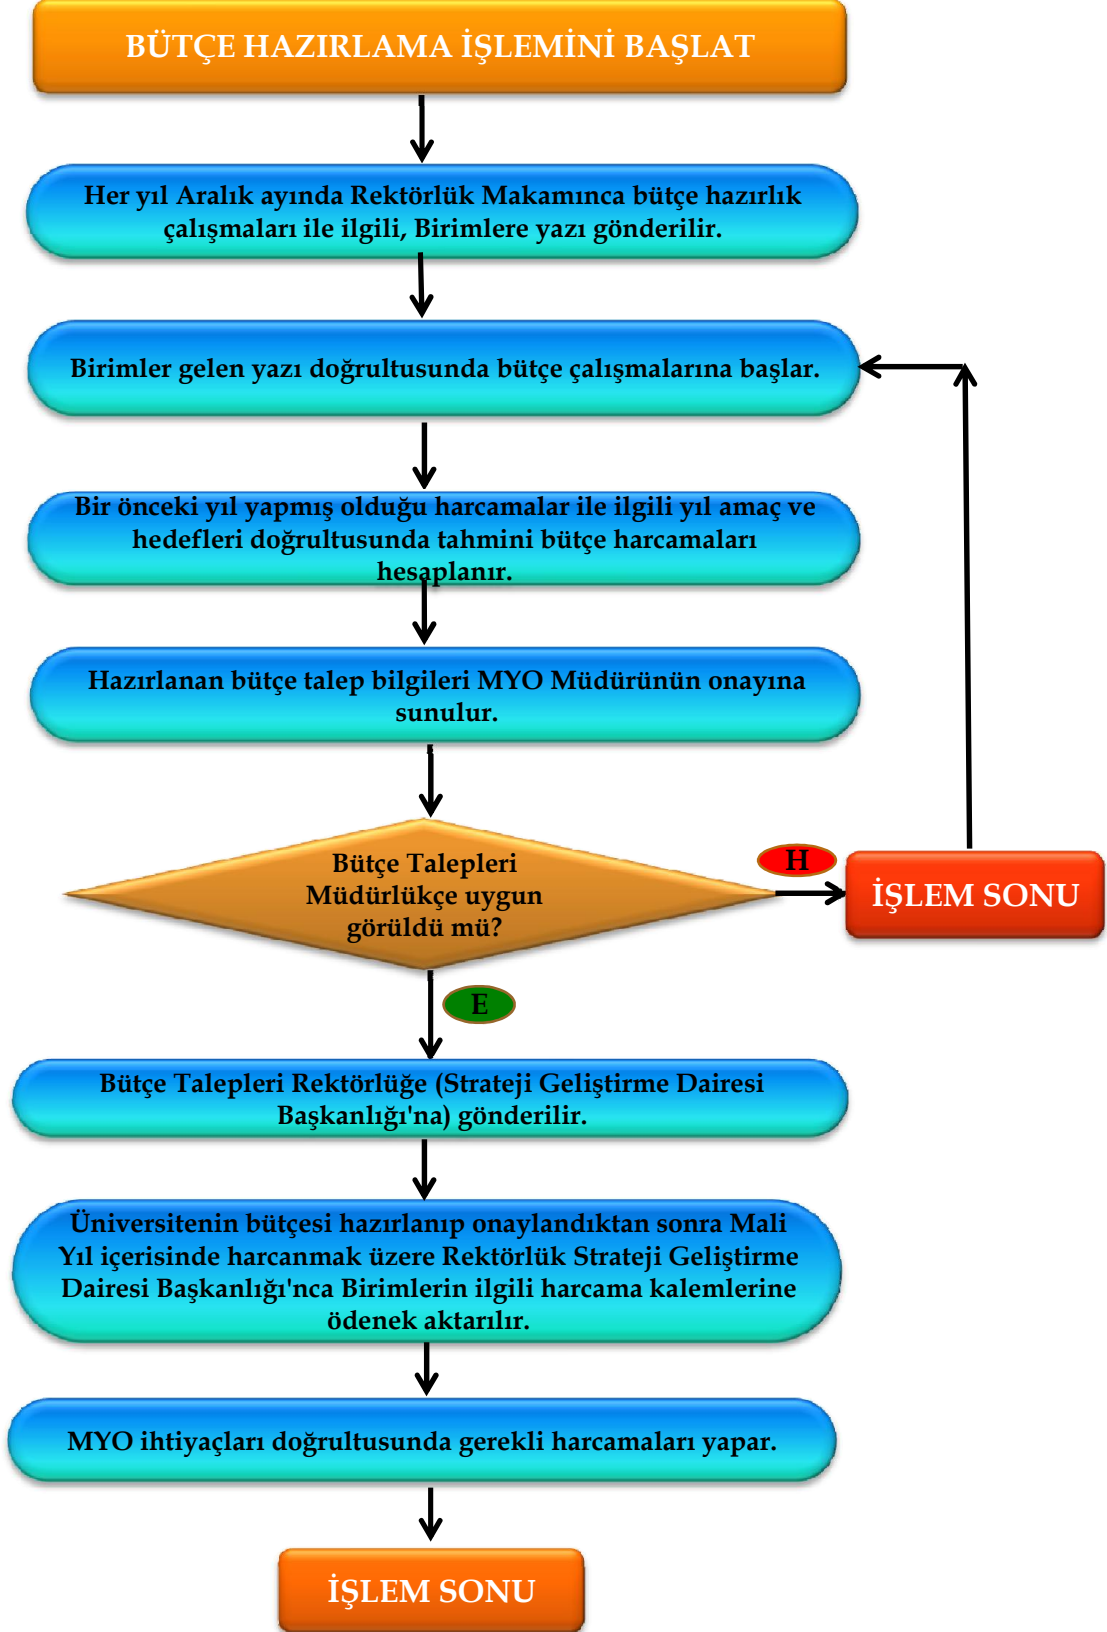 BÜTÇE HAZIRLAMA İŞLEMİNİ BAŞLAT
Her yıl Aralık ayında Rektörlük Makamınca bütçe hazırlık
çalışmaları ile ilgili, Birimlere yazı gönderilir.
Birimler gelen yazı doğrultusunda bütçe çalışmalarına başlar.
Bir önceki yıl yapmış olduğu harcamalar ile ilgili yıl amaç ve
hedefleri doğrultusunda tahmini bütçe harcamaları
hesaplanır.
Hazırlanan bütçe talep bilgileri MYO Müdürünün onayına
sunulur.
Bütçe Talepleri
Müdürlükçe uygun
görüldü mü?
H
İŞLEM SONU
E
Bütçe Talepleri Rektörlüğe (Strateji Geliştirme Dairesi
Başkanlığı'na) gönderilir.
Üniversitenin bütçesi hazırlanıp onaylandıktan sonra Mali
Yıl içerisinde harcanmak üzere Rektörlük Strateji Geliştirme
Dairesi Başkanlığı'nca Birimlerin ilgili harcama kalemlerine
ödenek aktarılır.
MYO ihtiyaçları doğrultusunda gerekli harcamaları yapar.
İŞLEM SONU